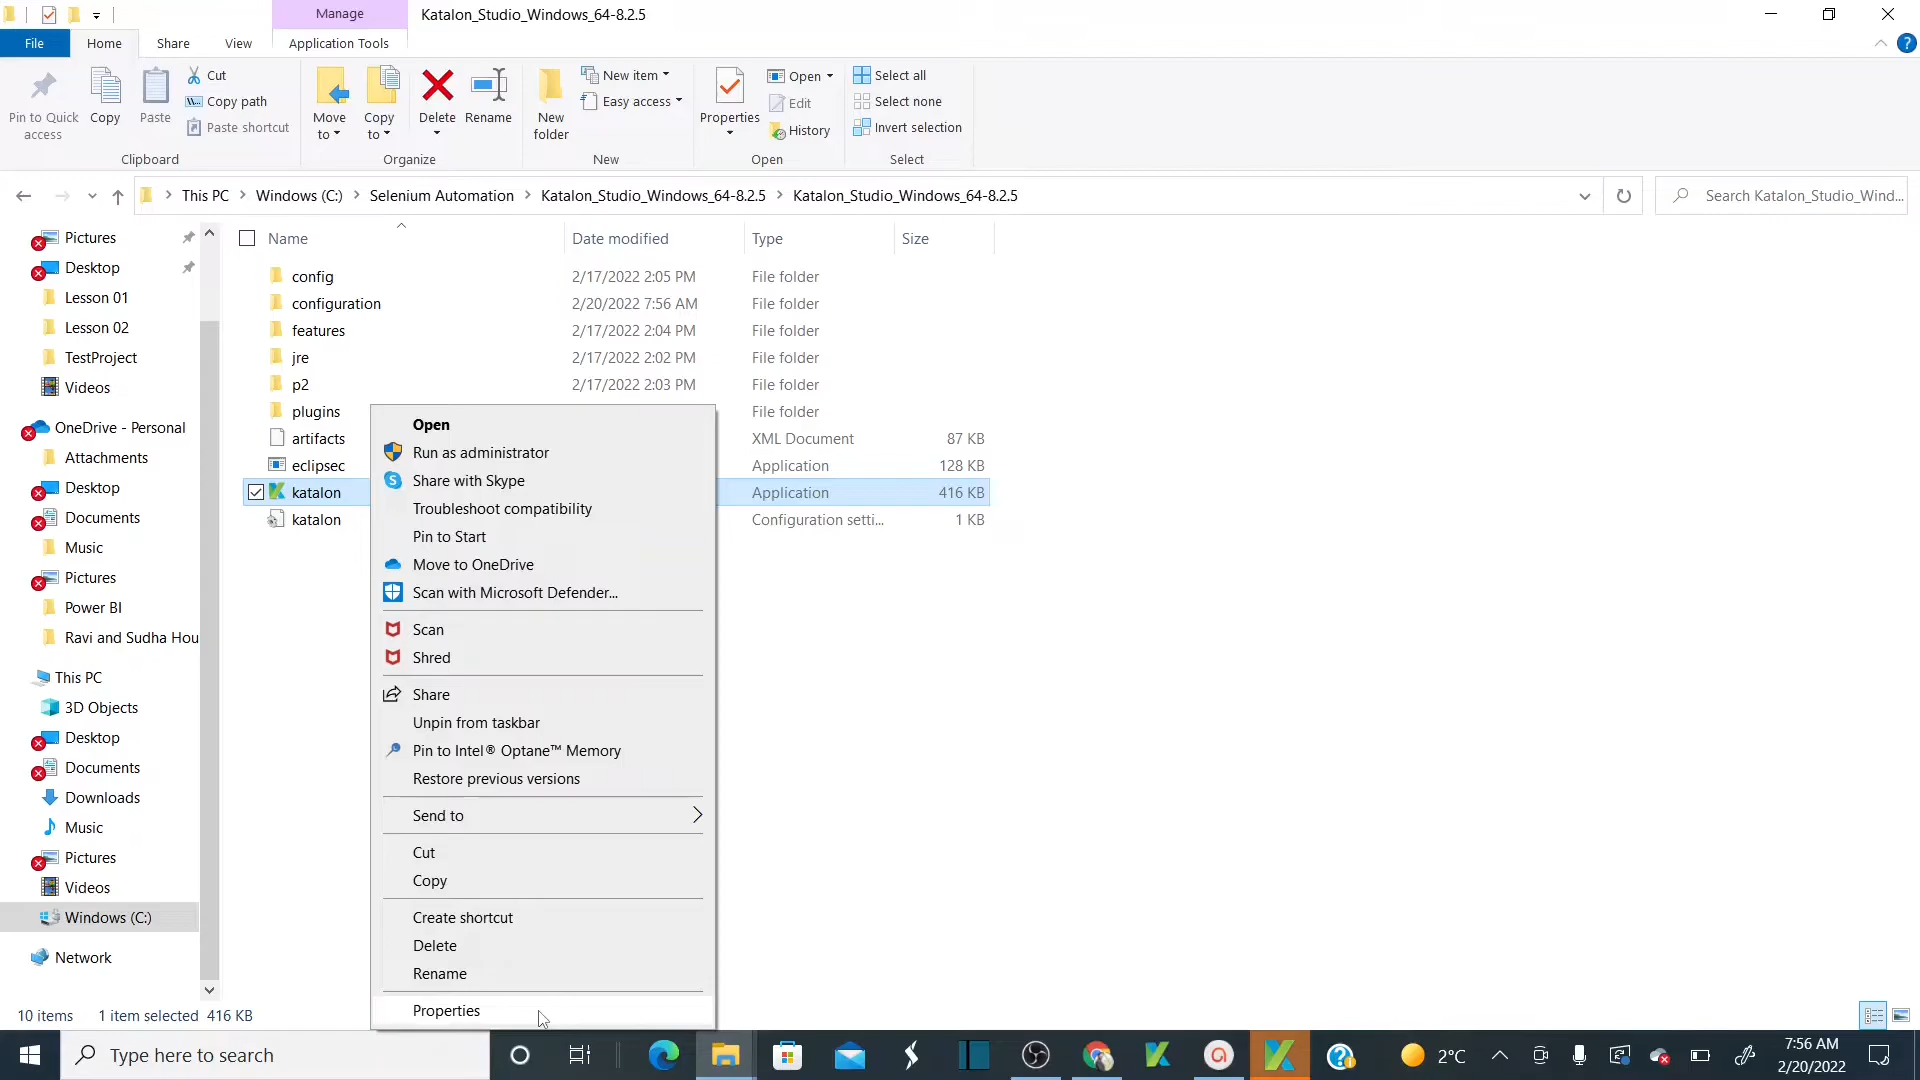 Manage
Katalon_Studio_Windows_64-8.2.5
File
Home
Share
View
Application Tools
Pin to Quick access
Copy
Paste
Cut
Copy path
Paste shortcut
Clipboard
Move to
Copy to
Delete
Rename
Organize
New folder
New item
Easy access
New
Properties
Open
Edit
History
Open
Select all
Select none
Invert selection
Select
This PC
Windows (C:)
Selenium Automation
Katalon_Studio_Windows_64-8.2.5
Katalon_Studio_Windows_64-8.2.5
Search Katalon_Studio_Wind...
Pictures
Desktop
Lesson 01
Lesson 02
TestProject
Videos
OneDrive - Personal
Attachments
Desktop
Documents
Music
Pictures
Power BI
Ravi and Sudha Hou
This PC
3D Objects
Desktop
Documents
Downloads
Music
Pictures
Videos
Windows (C:)
Network
Name Date modified Type Size
config 2/17/2022 2:05 PM File folder
configuration 2/20/2022 7:56 AM File folder
features 2/17/2022 2:04 PM File folder
jre 2/17/2022 2:02 PM File folder
p2 2/17/2022 2:03 PM File folder
plugins File folder
artifacts XML Document 87 KB
eclipsec Application 128 KB
katalon Application 416 KB
katalon Configuration setti... 1 KB
Open
Run as administrator
Share with Skype
Troubleshoot compatibility
Pin to Start
Move to OneDrive
Scan with Microsoft Defender...
Scan
Shred
Share
Unpin from taskbar
Pin to Intel® Optane™ Memory
Restore previous versions
Send to
Cut
Copy
Create shortcut
Delete
Rename
Properties
10 items 1 item selected 416 KB
Type here to search
2°C
7:56 AM
2/20/2022